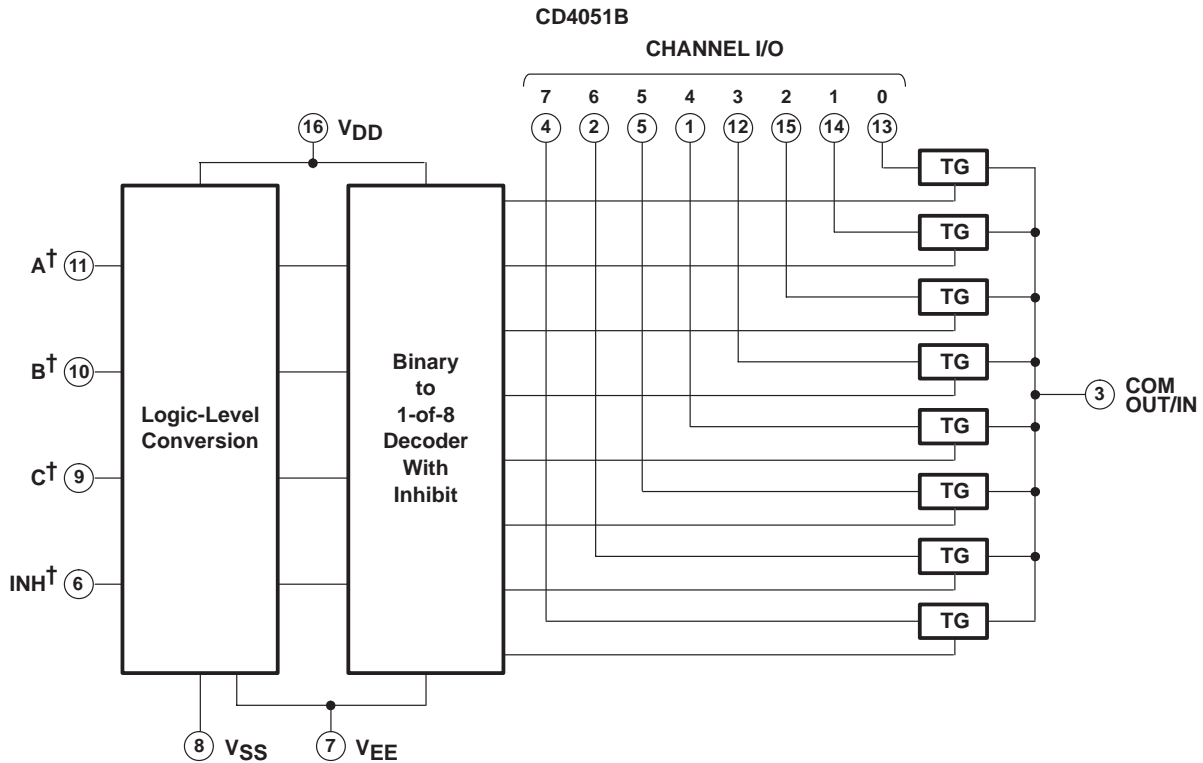 CD4051B
CHANNEL I/O
7 6 5 4 3 2 1 0
4 2 5 1 12 15 14 13
16 VDD
TG
TG
A† 11
TG
B† 10
TG
Logic-Level
Conversion
Binary
to
1-of-8
Decoder
With
Inhibit
3 COM
OUT/IN
TG
C† 9
TG
TG
INH† 6
TG
8 VSS
7 VEE